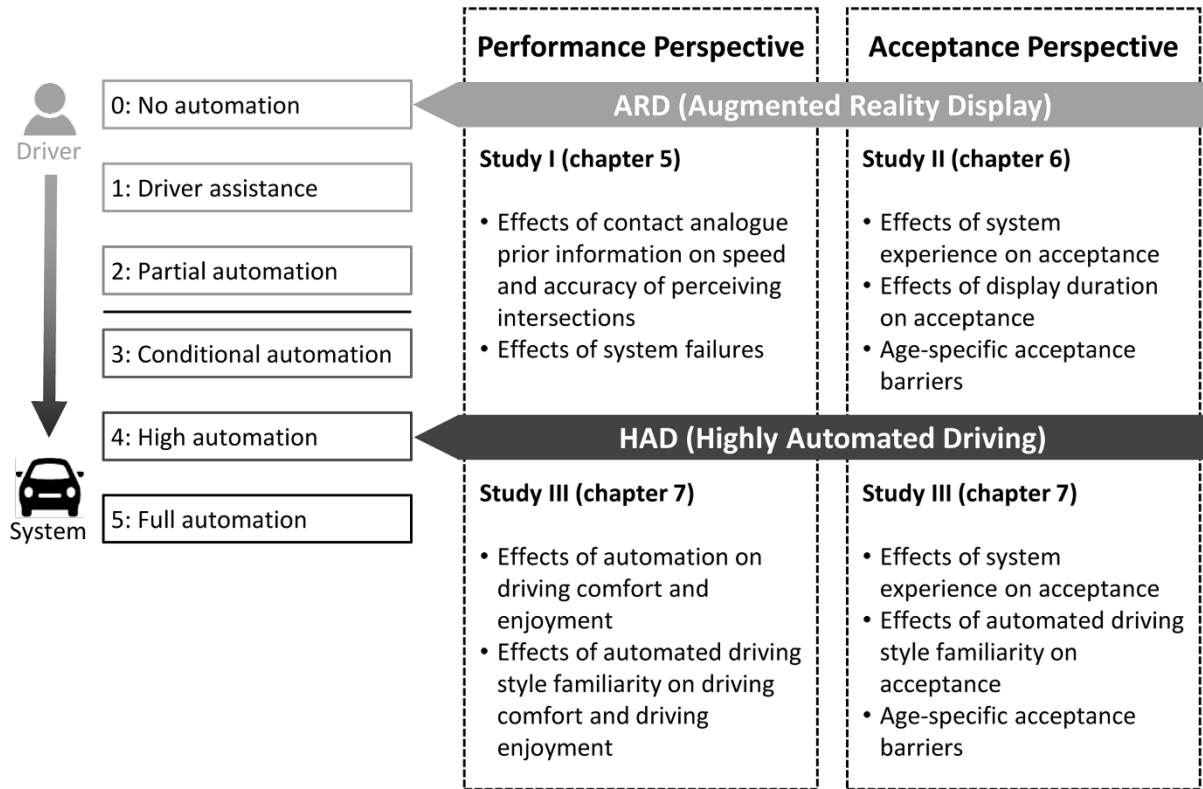 Performance Perspective
Acceptance Perspective
Driver
System
0: No automation
1: Driver assistance
2: Partial automation
3: Conditional automation
4: High automation
5: Full automation
ARD (Augmented Reality Display)
Study I (chapter 5)
• Effects of contact analogue
prior information on speed
and accuracy of perceiving
intersections
• Effects of system failures
Study II (chapter 6)
• Effects of system
experience on acceptance
• Effects of display duration
on acceptance
• Age-specific acceptance
barriers
HAD (Highly Automated Driving)
Study III (chapter 7)
• Effects of automation on
driving comfort and
enjoyment
• Effects of automated driving
style familiarity on driving
comfort and driving
enjoyment
Study III (chapter 7)
• Effects of system
experience on acceptance
• Effects of automated driving
style familiarity on
acceptance
• Age-specific acceptance
barriers